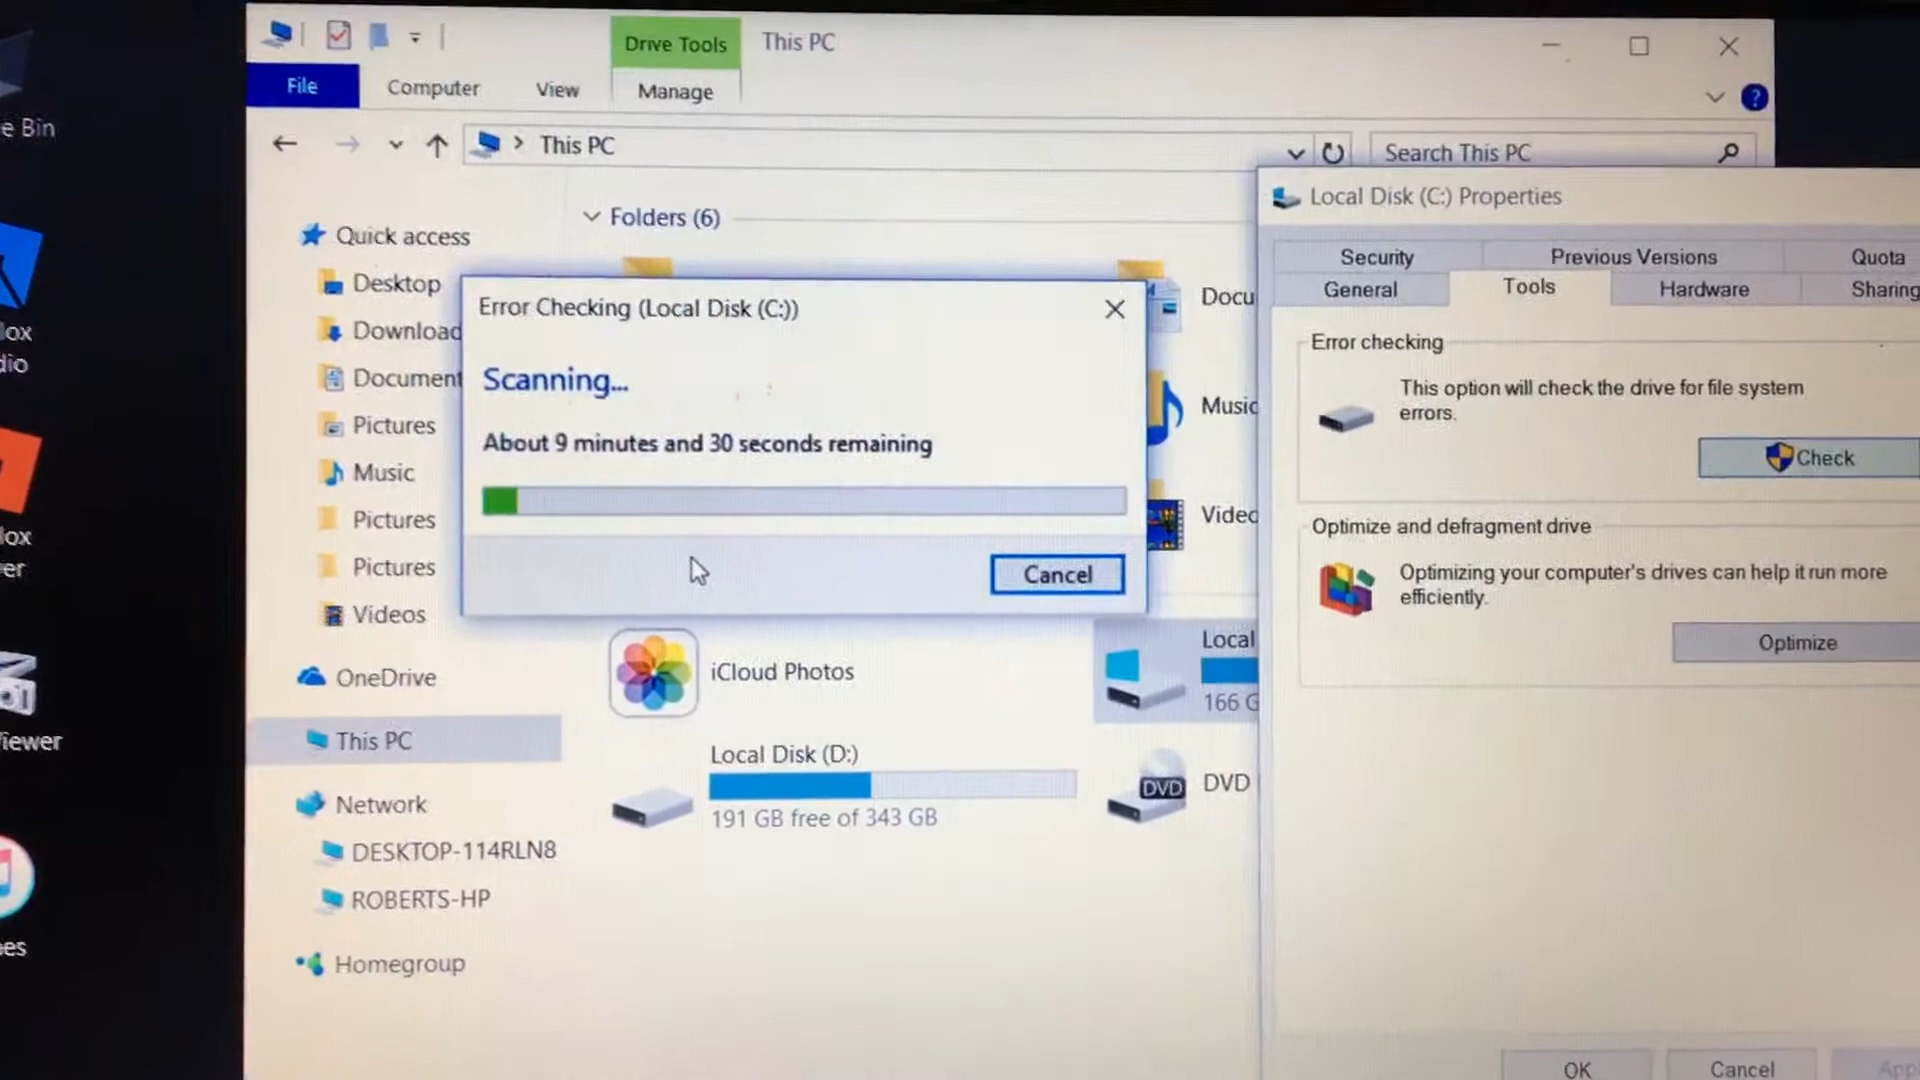 Drive Tools
This PC
File
Computer
View
Manage
This PC
Search This PC
e Bin
Folders (6)
Quick access
Desktop
Download
Document
Pictures
Music
Pictures
Pictures
Videos
OneDrive
This PC
Network
DESKTOP-114RLN8
ROBERTS-HP
Homegroup
Error Checking (Local Disk (C:))
Scanning...
About 9 minutes and 30 seconds remaining
Cancel
Docu
Music
Videc
iCloud Photos
Local
166 G
Local Disk (D:)
191 GB free of 343 GB
DVD
DVD
Local Disk (C:) Properties
Security
Previous Versions
Quota
General
Tools
Hardware
Sharing
Error checking
This option will check the drive for file system
errors.
Check
Optimize and defragment drive
Optimizing your computer's drives can help it run more
efficiently.
Optimize
OK
Cancel
App
lox
dio
lox
er
iewer
es